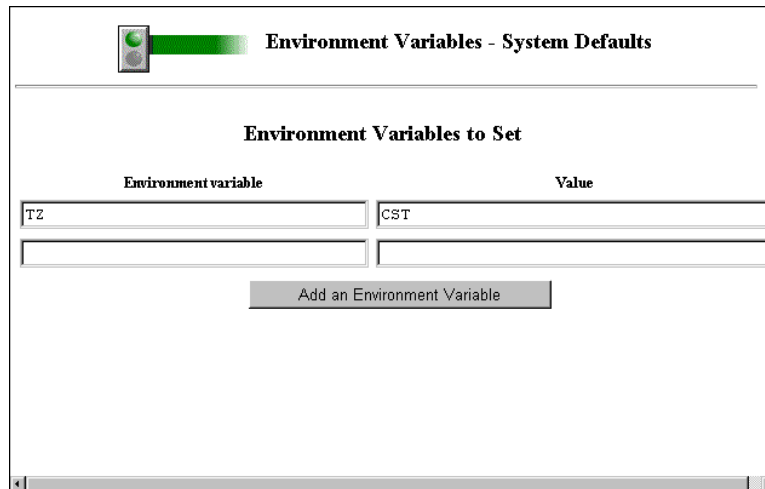 Environment Variables - System Defaults
Environment Variables to Set
Environment variable Value
TZ CST
Add an Environment Variable